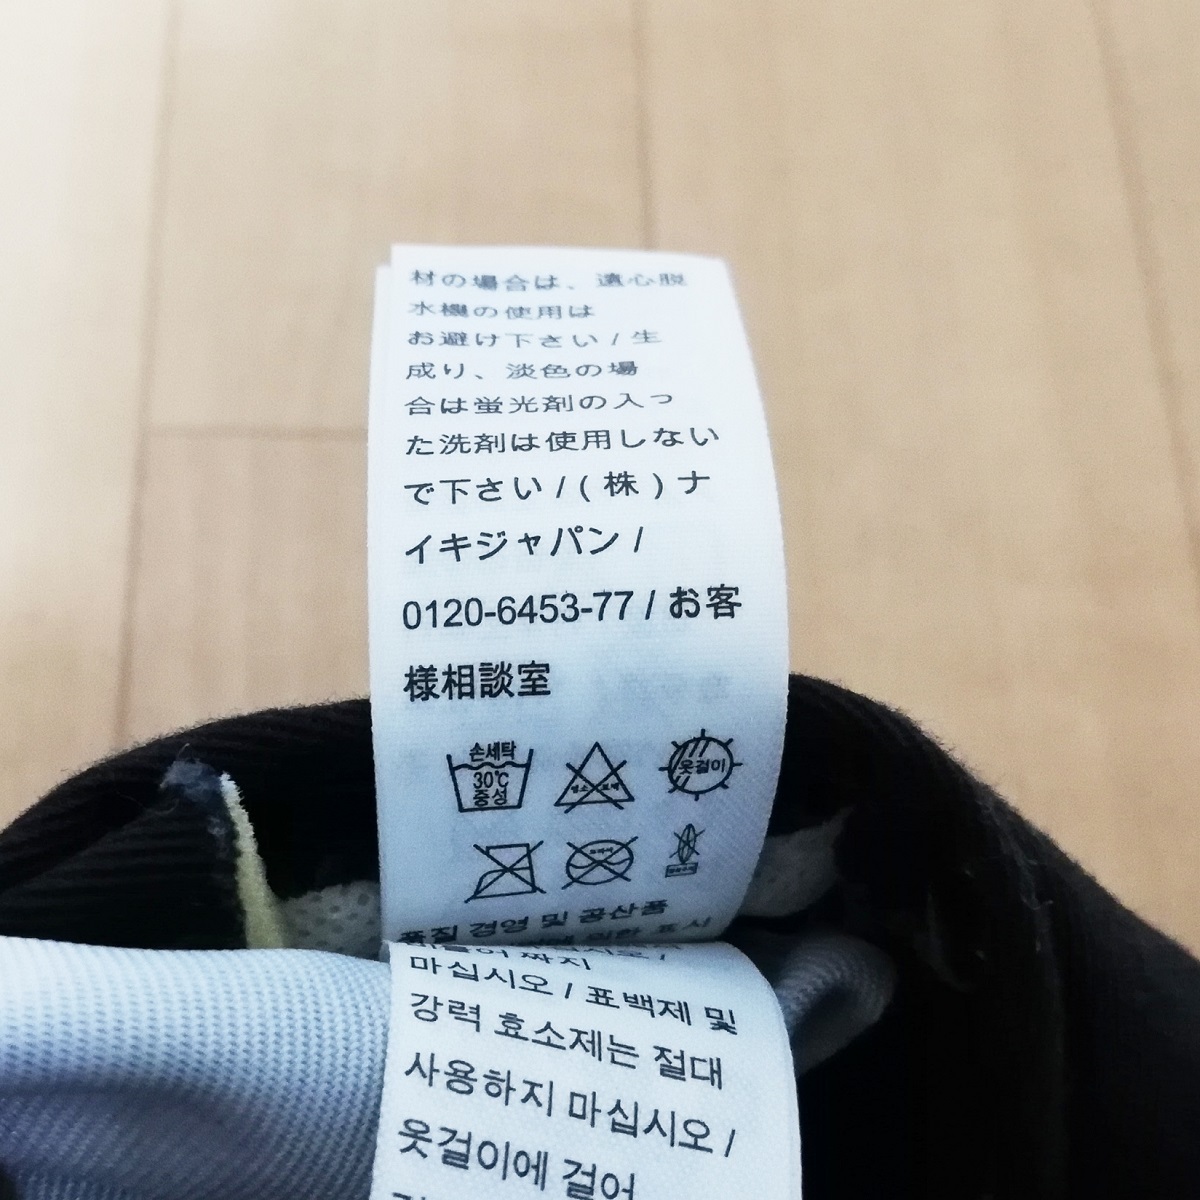 材の場合は、遠心脱
水機の使用は
お避け下さい / 生
成り、淡色の場
合は蛍光剤の入っ
た洗剤は使用しない
で下さい / ( 株 ) ナ
イキジャパン /
0120-6453-77 / お客
様相談室
손세탁
30℃
중성
옷걸이
품질 경영 및 공산품
마십시오 / 표백제 및
강력 효소제는 절대
사용하지 마십시오 /
옷걸이에 걸어